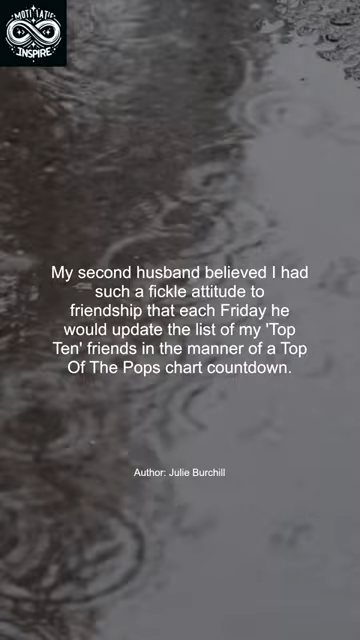 MOTIVATIE
INSPIRE
My second husband believed I had
such a fickle attitude to
friendship that each Friday he
would update the list of my 'Top
Ten' friends in the manner of a Top
Of The Pops chart countdown.
Author: Julie Burchill